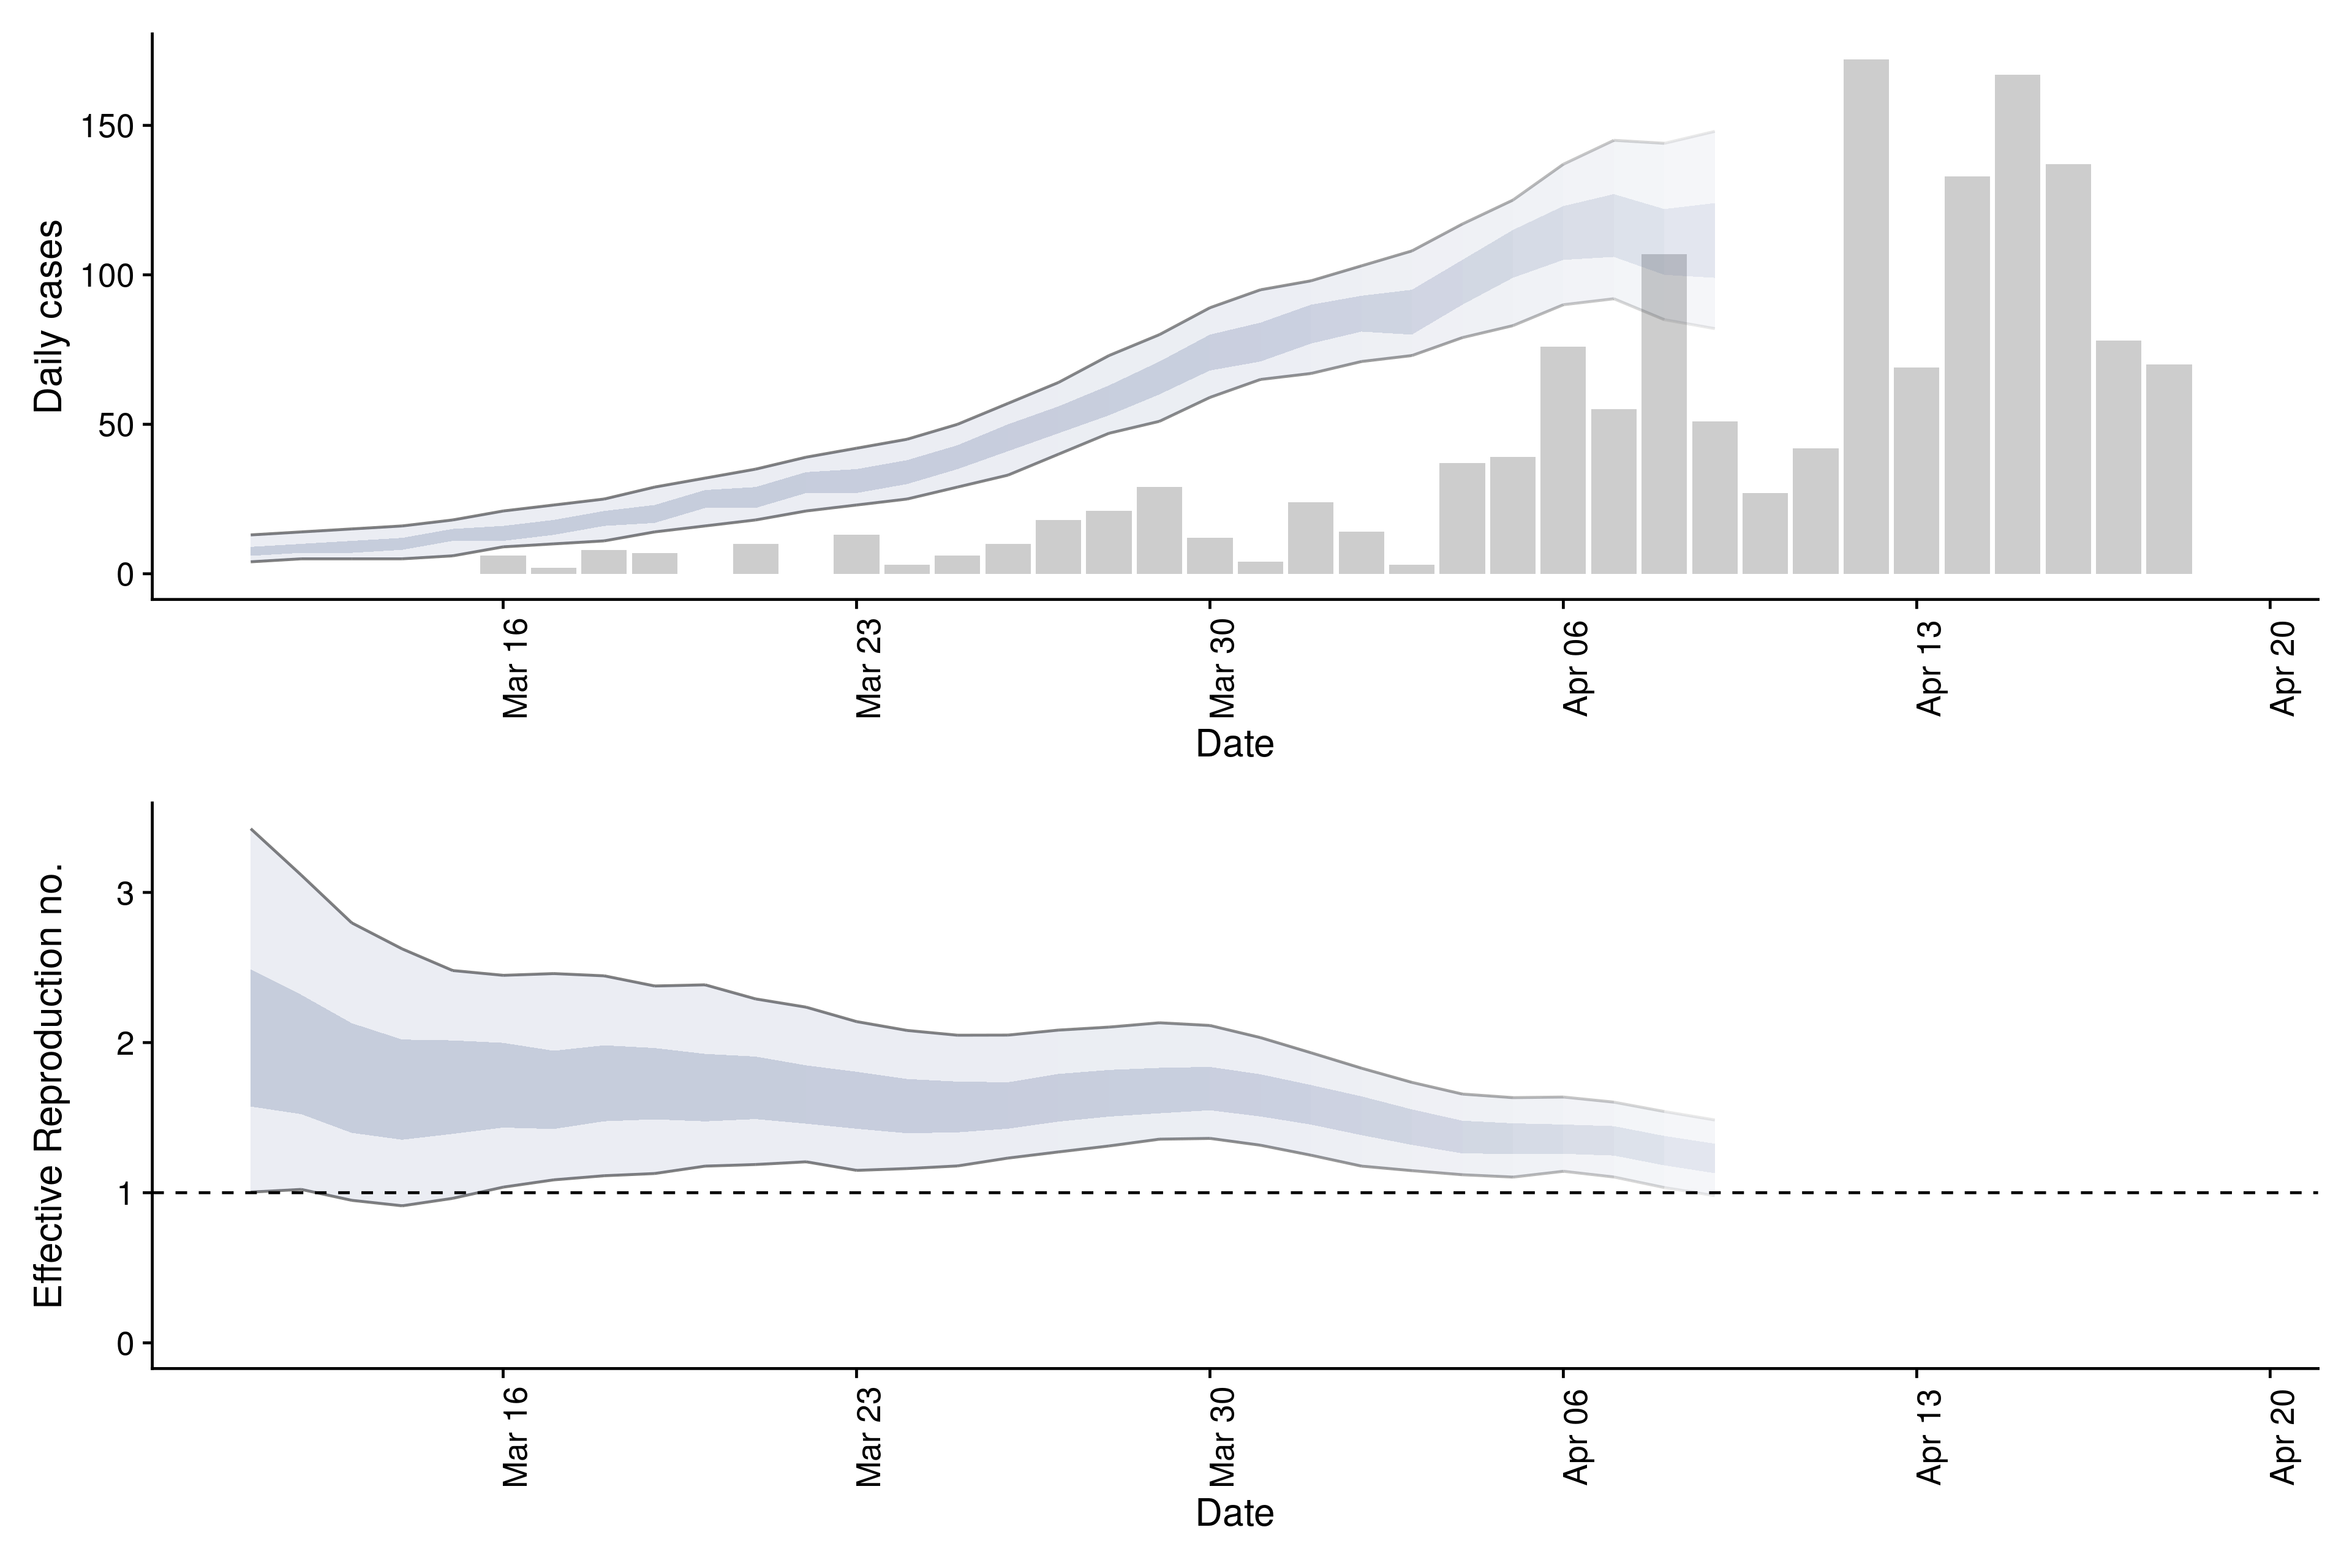 Daily cases
150
100
50
0
Mar 16
Mar 23
Mar 30
Apr 06
Apr 13
Apr 20
Date
Effective Reproduction no.
3
2
1
0
Mar 16
Mar 23
Mar 30
Apr 06
Apr 13
Apr 20
Date